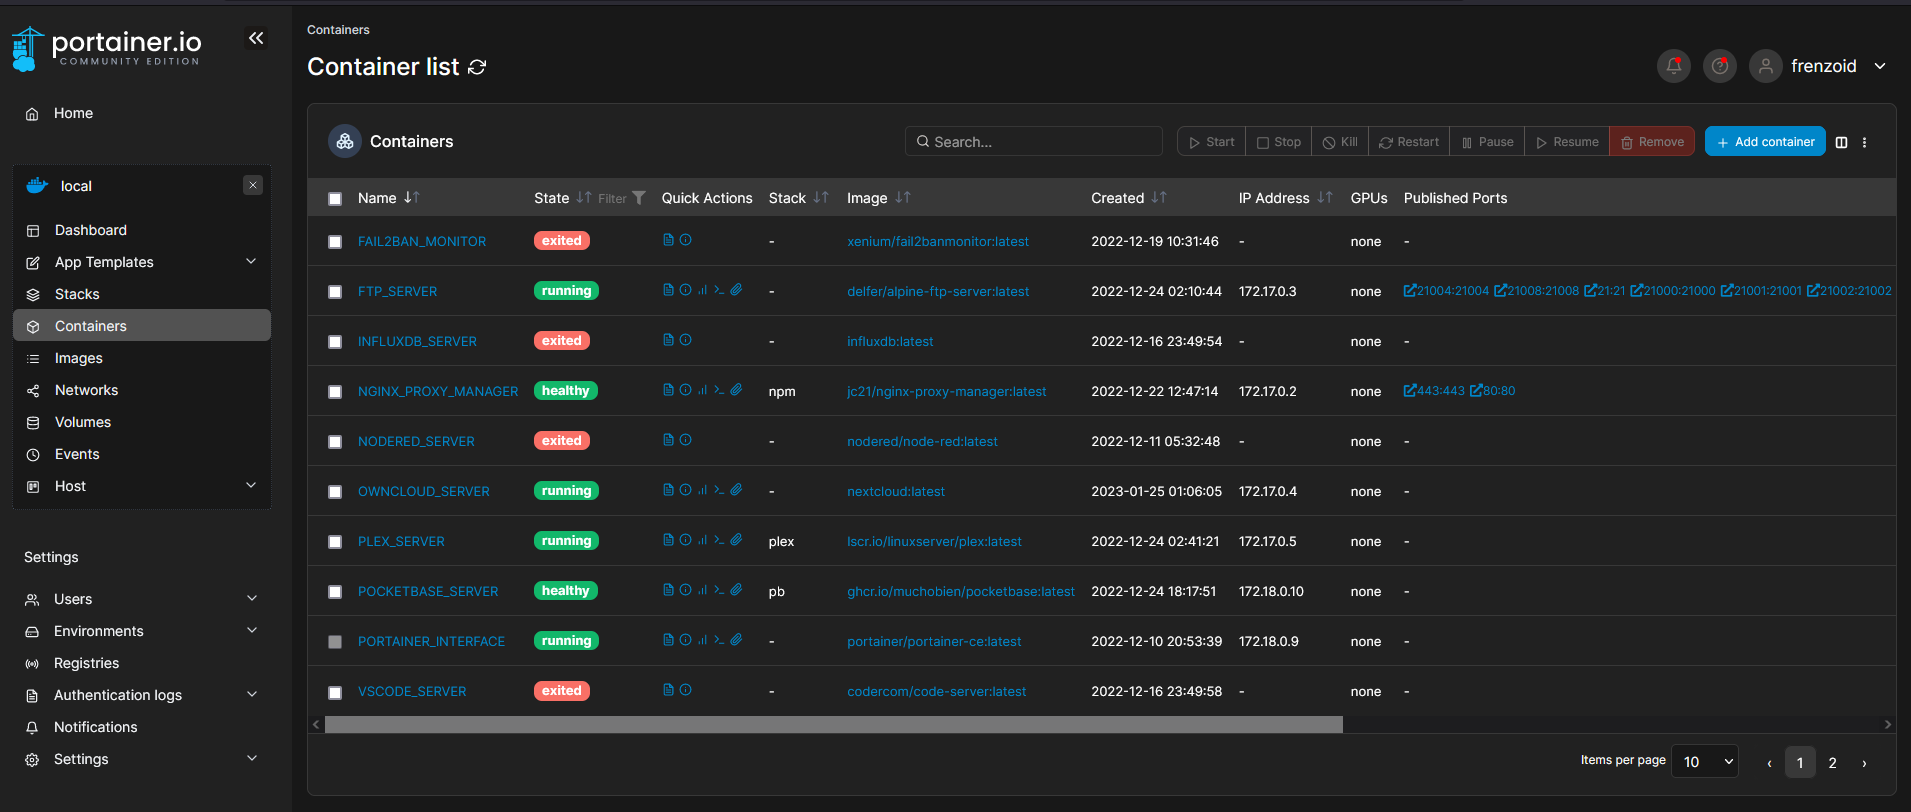 portainer.io
COMMUNITY EDITION
Home
local
Dashboard
App Templates
Stacks
Containers
Images
Networks
Volumes
Events
Host
Settings
Users
Environments
Registries
Authentication logs
Notifications
Settings
Containers
Container list
frenzoid
Containers
Search...
Start Stop Kill Restart Pause Resume Remove Add container
Name State Filter Quick Actions Stack Image Created IP Address GPUs Published Ports
FAIL2BAN_MONITOR exited - xenium/fail2banmonitor:latest 2022-12-19 10:31:46 - none -
FTP_SERVER running - delfer/alpine-ftp-server:latest 2022-12-24 02:10:44 172.17.0.3 none 21004:21004 21008:21008 21:21 21000:21000 21001:21001 21002:21002
INFLUXDB_SERVER exited - influxdb:latest 2022-12-16 23:49:54 - none -
NGINX_PROXY_MANAGER healthy npm jc21/nginx-proxy-manager:latest 2022-12-22 12:47:14 172.17.0.2 none 443:443 80:80
NODERED_SERVER exited - nodered/node-red:latest 2022-12-11 05:32:48 - none -
OWNCLOUD_SERVER running - nextcloud:latest 2023-01-25 01:06:05 172.17.0.4 none -
PLEX_SERVER running plex lscr.io/linuxserver/plex:latest 2022-12-24 02:41:21 172.17.0.5 none -
POCKETBASE_SERVER healthy pb ghcr.io/muchobien/pocketbase:latest 2022-12-24 18:17:51 172.18.0.10 none -
PORTAINER_INTERFACE running - portainer/portainer-ce:latest 2022-12-10 20:53:39 172.18.0.9 none -
VSCODE_SERVER exited - codercom/code-server:latest 2022-12-16 23:49:58 - none -
Items per page 10 ‹ 1 2 ›